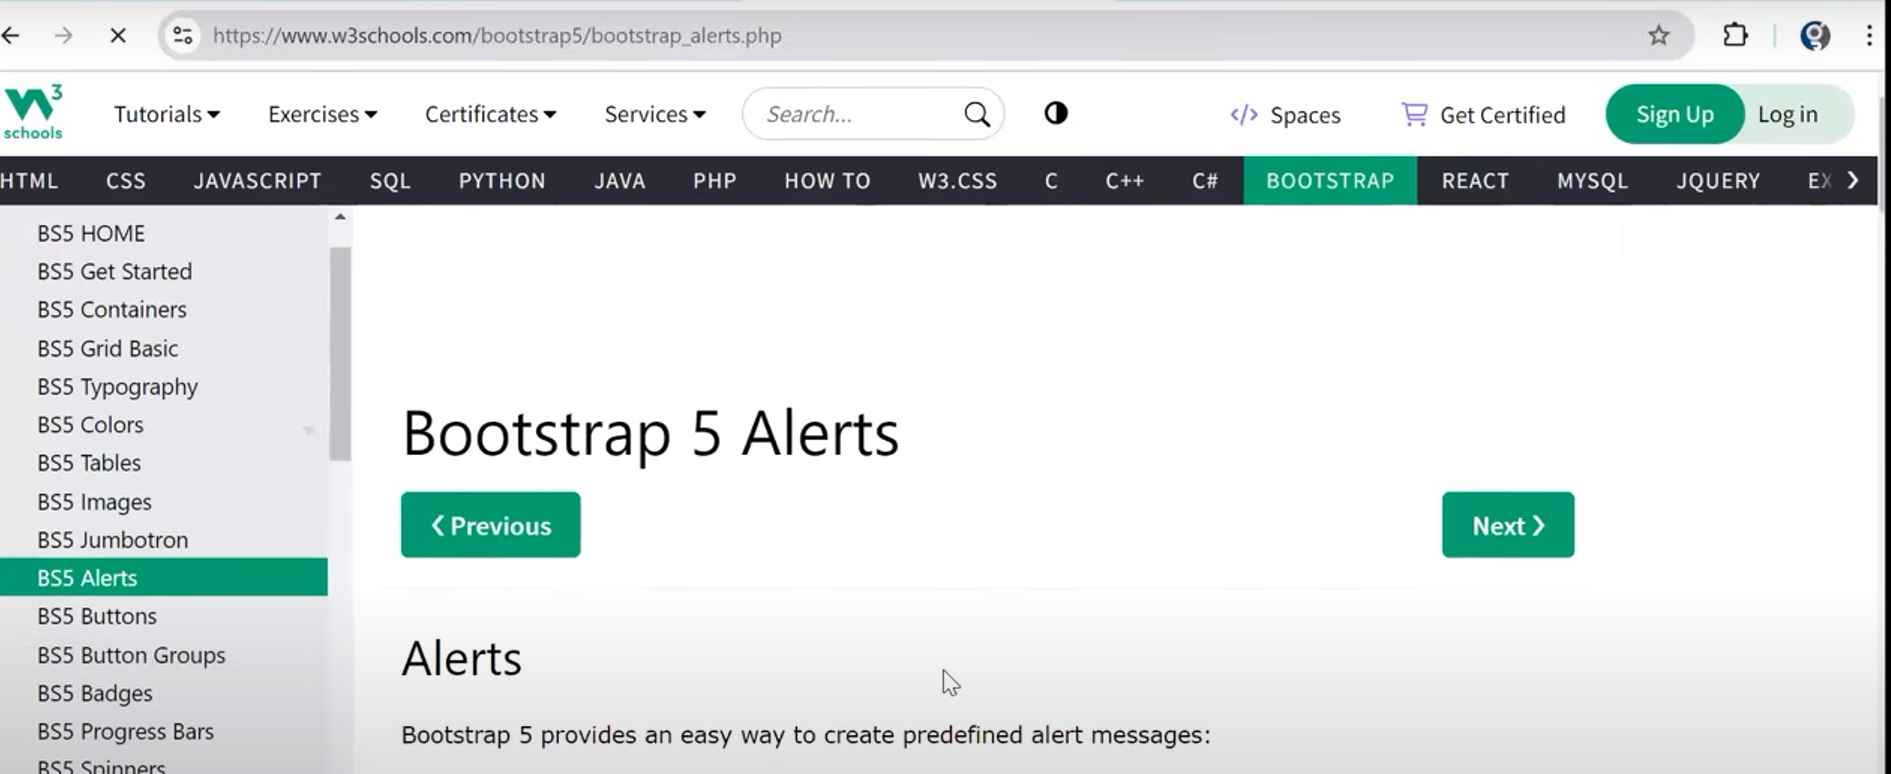 https://www.w3schools.com/bootstrap5/bootstrap_alerts.php
W3 schools
Tutorials Exercises Certificates Services Search... Spaces Get Certified Sign Up Log in
HTML CSS JAVASCRIPT SQL PYTHON JAVA PHP HOW TO W3.CSS C C++ C# BOOTSTRAP REACT MYSQL JQUERY EX
BS5 HOME
BS5 Get Started
BS5 Containers
BS5 Grid Basic
BS5 Typography
BS5 Colors
BS5 Tables
BS5 Images
BS5 Jumbotron
BS5 Alerts
BS5 Buttons
BS5 Button Groups
BS5 Badges
BS5 Progress Bars
BS5 Spinners
Bootstrap 5 Alerts
❮ Previous
Next ❯
Alerts
Bootstrap 5 provides an easy way to create predefined alert messages: